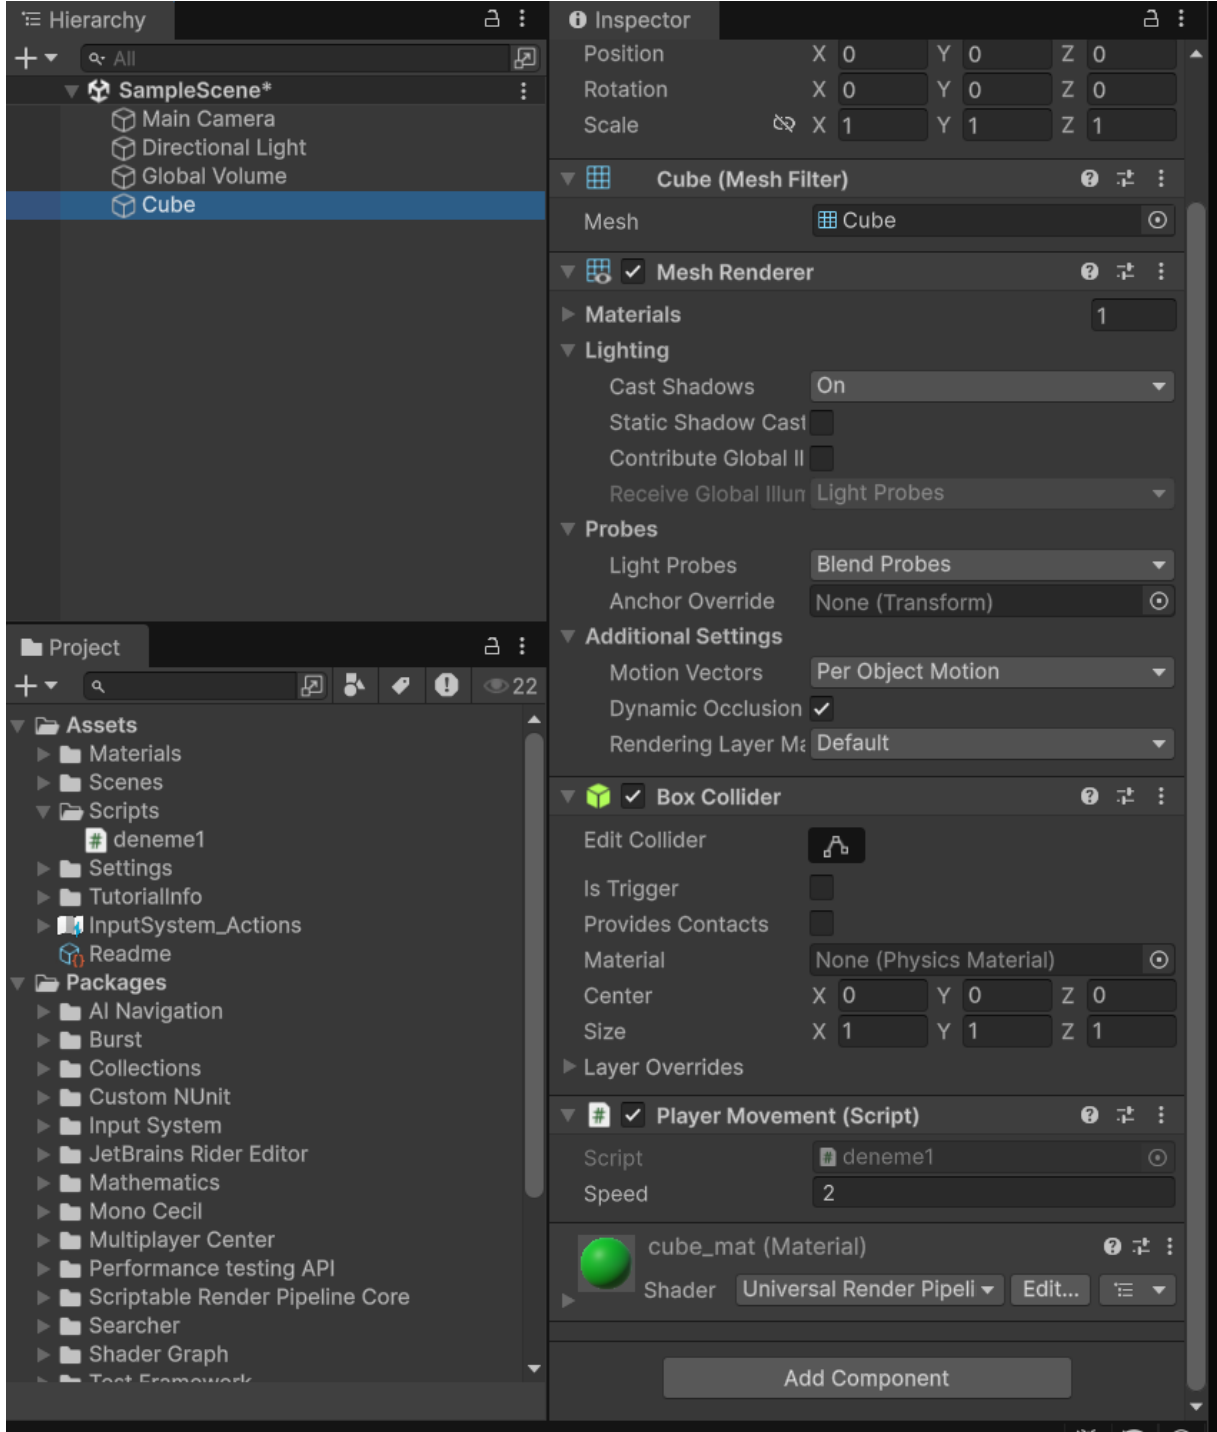 Hierarchy
All
SampleScene*
Main Camera
Directional Light
Global Volume
Cube
Project
22
Assets
Materials
Scenes
Scripts
deneme1
Settings
TutorialInfo
InputSystem_Actions
Readme
Packages
AI Navigation
Burst
Collections
Custom NUnit
Input System
JetBrains Rider Editor
Mathematics
Mono Cecil
Multiplayer Center
Performance testing API
Scriptable Render Pipeline Core
Searcher
Shader Graph
Test Framework
Inspector
Position X 0 Y 0 Z 0
Rotation X 0 Y 0 Z 0
Scale X 1 Y 1 Z 1
Cube (Mesh Filter)
Mesh Cube
Mesh Renderer
Materials 1
Lighting
Cast Shadows On
Static Shadow Cast
Contribute Global Il
Receive Global Illum Light Probes
Probes
Light Probes Blend Probes
Anchor Override None (Transform)
Additional Settings
Motion Vectors Per Object Motion
Dynamic Occlusion
Rendering Layer Ma Default
Box Collider
Edit Collider
Is Trigger
Provides Contacts
Material None (Physics Material)
Center X 0 Y 0 Z 0
Size X 1 Y 1 Z 1
Layer Overrides
# Player Movement (Script)
Script # deneme1
Speed 2
cube_mat (Material)
Shader Universal Render Pipeli Edit...
Add Component